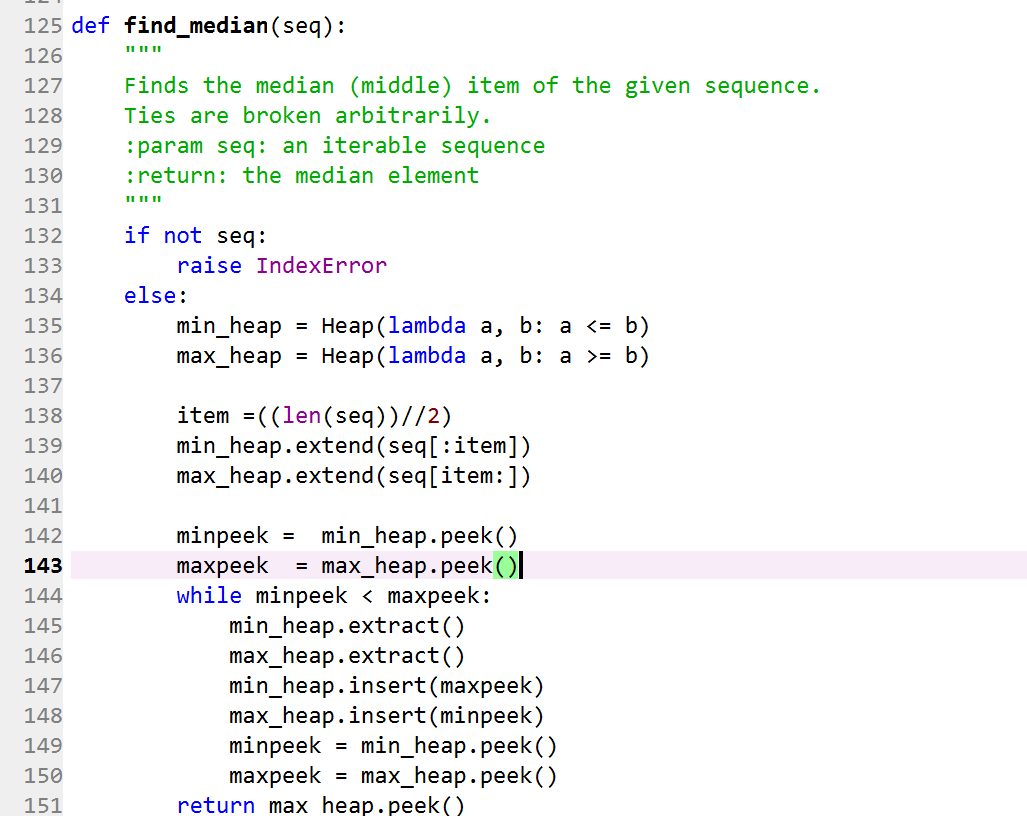 125 def find_median(seq):
126     """
127     Finds the median (middle) item of the given sequence.
128     Ties are broken arbitrarily.
129     :param seq: an iterable sequence
130     :return: the median element
131     """
132     if not seq:
133         raise IndexError
134     else:
135         min_heap = Heap(lambda a, b: a <= b)
136         max_heap = Heap(lambda a, b: a >= b)
137
138         item =((len(seq))//2)
139         min_heap.extend(seq[:item])
140         max_heap.extend(seq[item:])
141
142         minpeek =  min_heap.peek()
143         maxpeek  = max_heap.peek()
144         while minpeek < maxpeek:
145             min_heap.extract()
146             max_heap.extract()
147             min_heap.insert(maxpeek)
148             max_heap.insert(minpeek)
149             minpeek = min_heap.peek()
150             maxpeek = max_heap.peek()
151         return max_heap.peek()